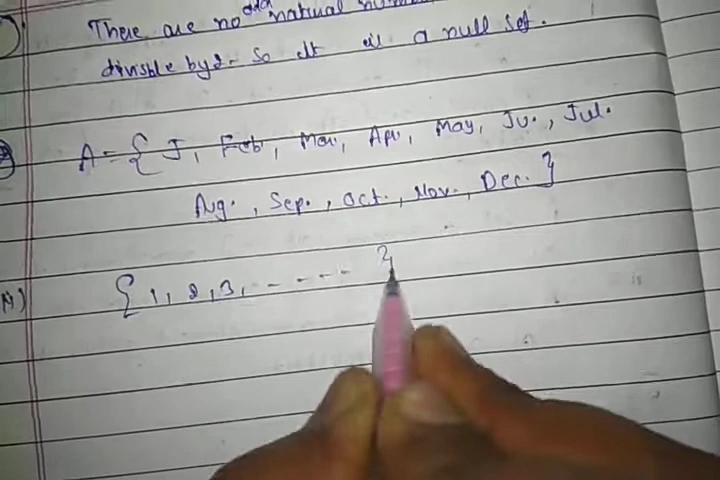 There are no odd natural
divisble by 2. So it is a null set.
A = { J, Feb, Mar, Apr, May, Ju., Jul.
Aug., Sep., Oct., Nov., Dec. }
{ 1, 2, 3, - - - - -